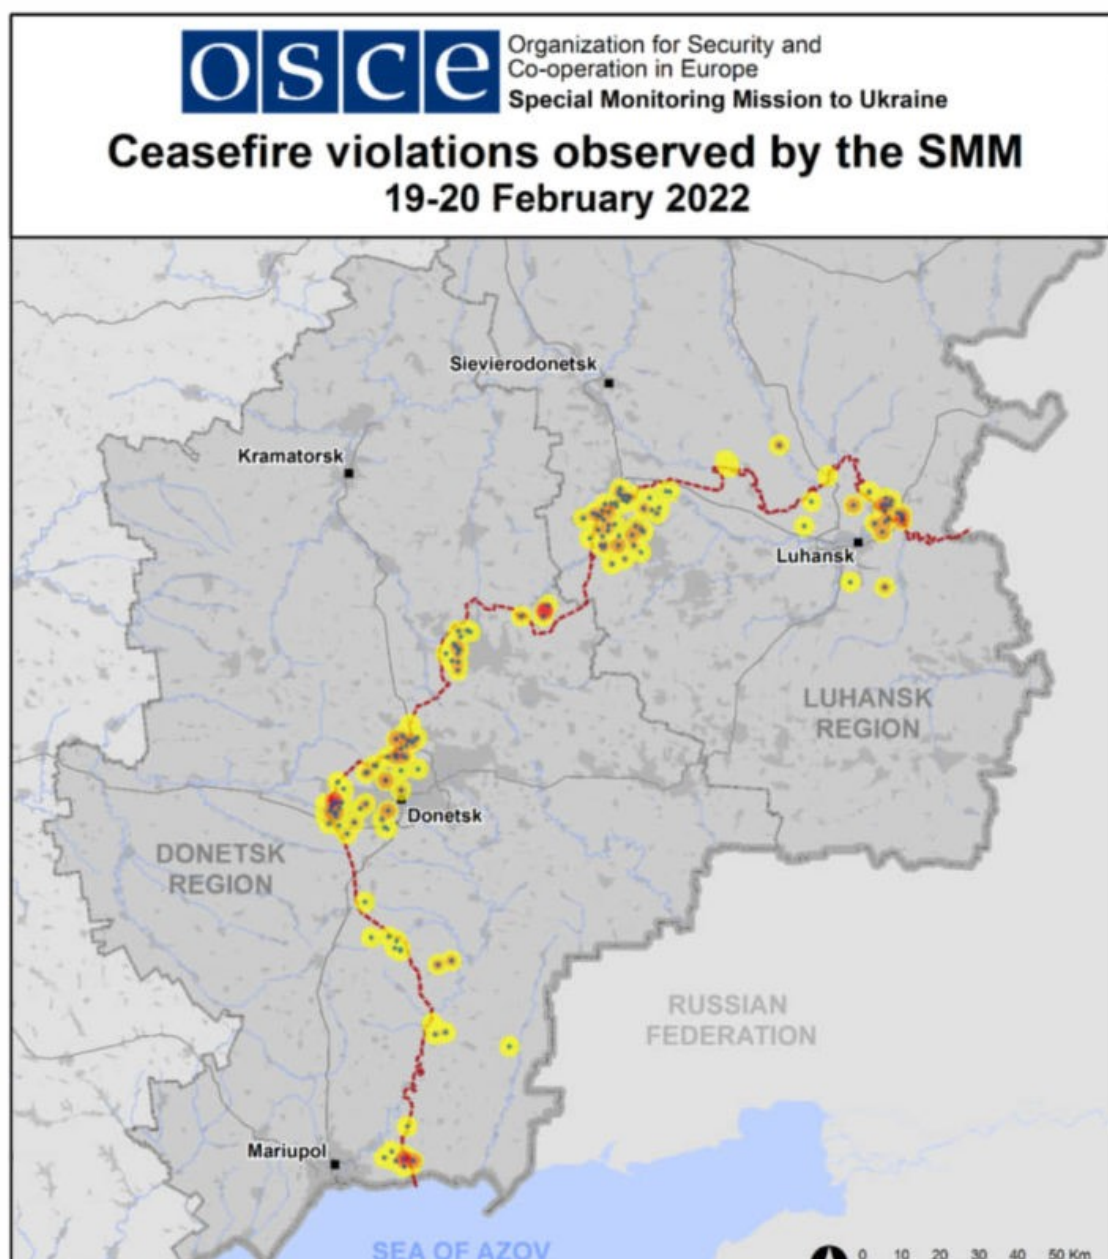 osce
Organization for Security and
Co-operation in Europe
Special Monitoring Mission to Ukraine
Ceasefire violations observed by the SMM
19-20 February 2022
Sievierodonetsk
Kramatorsk
Luhansk
LUHANSK
REGION
Donetsk
DONETSK
REGION
RUSSIAN
FEDERATION
Mariupol
SEA OF AZOV
0 10 20 30 40 50 Km